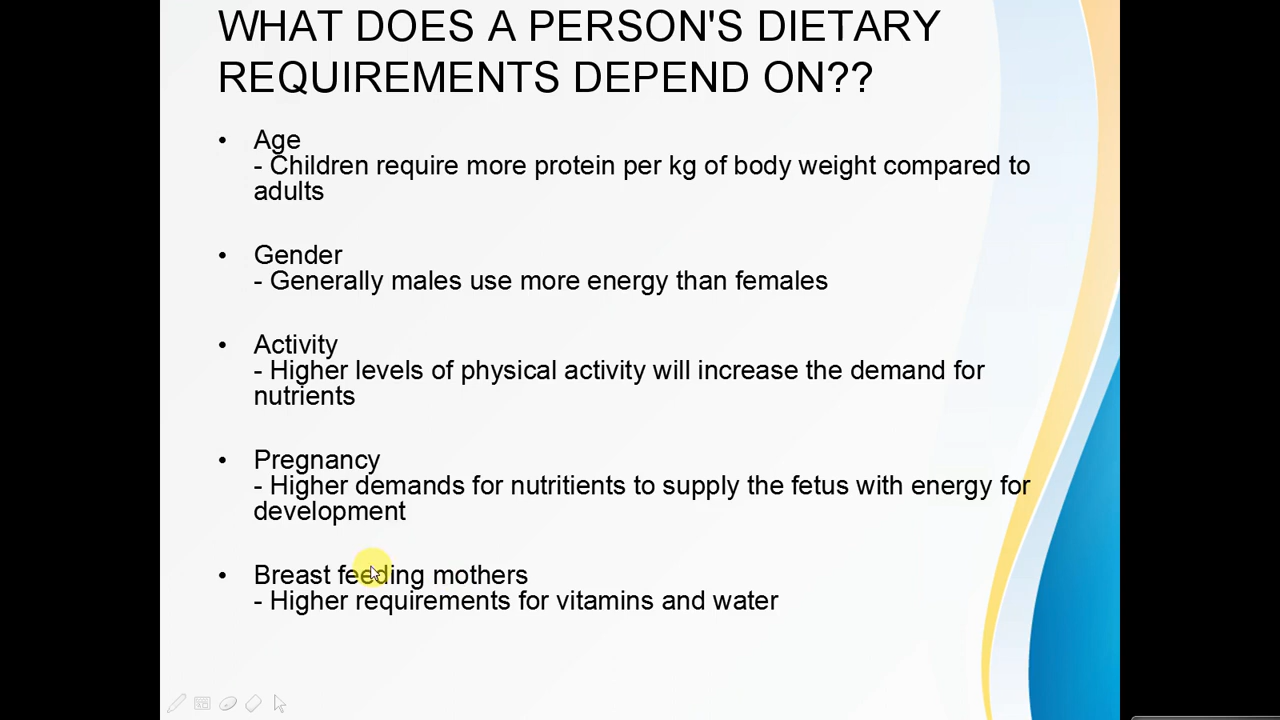 WHAT DOES A PERSON'S DIETARY
REQUIREMENTS DEPEND ON??
• Age
- Children require more protein per kg of body weight compared to
adults
• Gender
- Generally males use more energy than females
• Activity
- Higher levels of physical activity will increase the demand for
nutrients
• Pregnancy
- Higher demands for nutritients to supply the fetus with energy for
development
• Breast feeding mothers
- Higher requirements for vitamins and water